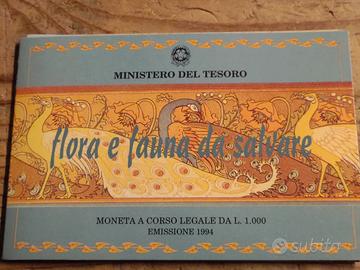 MINISTERO DEL TESORO
flora e fauna da salvare
MONETA A CORSO LEGALE DA L. 1.000
EMISSIONE 1994
subito